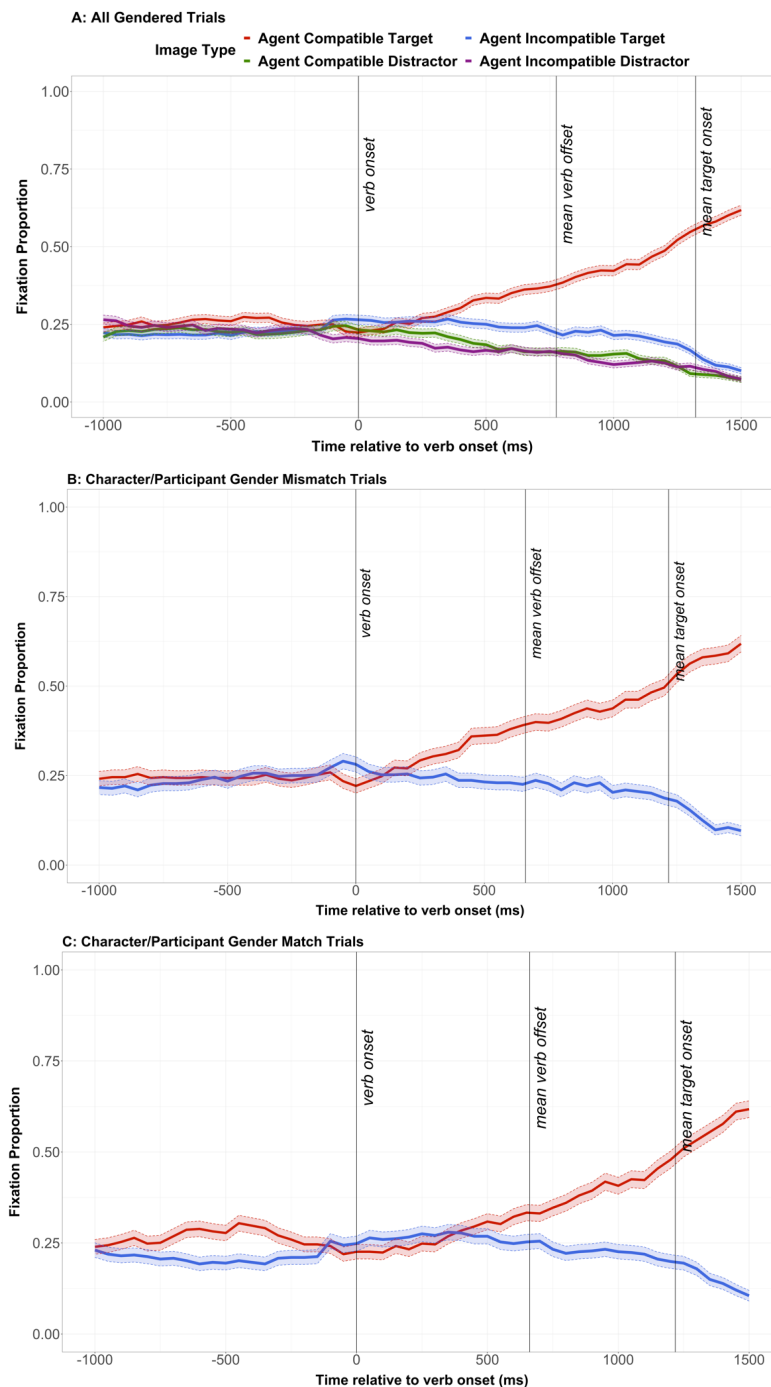 A: All Gendered Trials
Image Type
Agent Compatible Target
Agent Incompatible Target
Agent Compatible Distractor
Agent Incompatible Distractor
1.00
0.75
0.50
0.25
0.00
Fixation Proportion
verb onset
mean verb offset
mean target onset
-1000
-500
0
500
1000
1500
Time relative to verb onset (ms)
B: Character/Participant Gender Mismatch Trials
1.00
0.75
0.50
0.25
0.00
Fixation Proportion
verb onset
mean verb offset
mean target onset
-1000
-500
0
500
1000
1500
Time relative to verb onset (ms)
C: Character/Participant Gender Match Trials
1.00
0.75
0.50
0.25
0.00
Fixation Proportion
verb onset
mean verb offset
mean target onset
-1000
-500
0
500
1000
1500
Time relative to verb onset (ms)